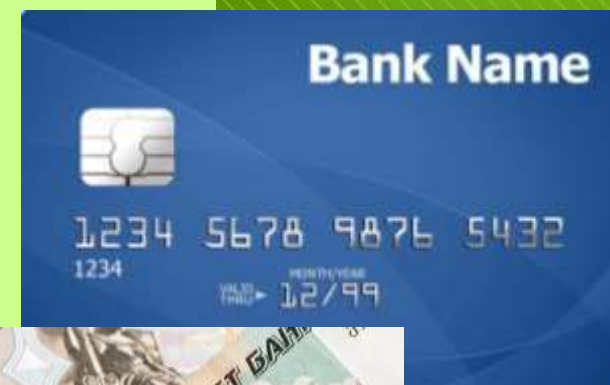 Bank Name
1234 5678 9876 5432
1234
MONTH/YEAR
VALID
THRU 12/99